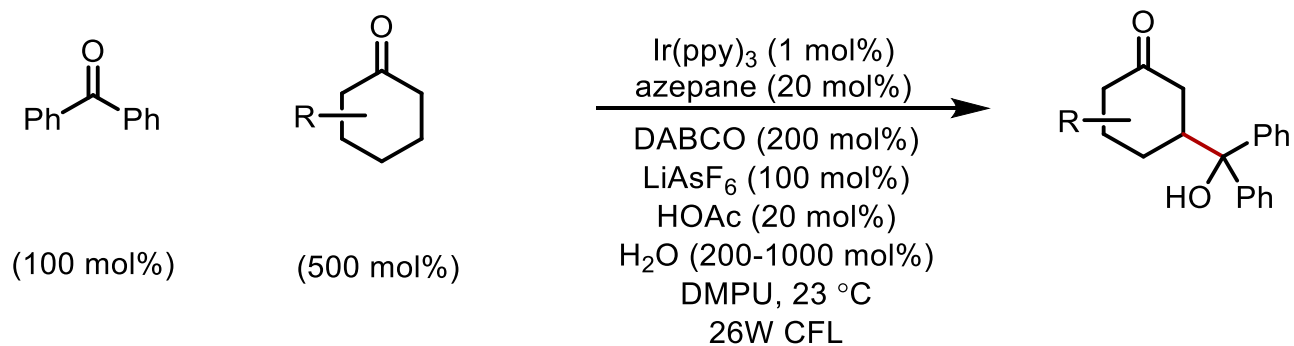 O
Ph Ph
(100 mol%)
O
R
(500 mol%)
Ir(ppy)₃ (1 mol%)
azepane (20 mol%)
DABCO (200 mol%)
LiAsF₆ (100 mol%)
HOAc (20 mol%)
H₂O (200-1000 mol%)
DMPU, 23 °C
26W CFL
O
R
Ph
HO Ph